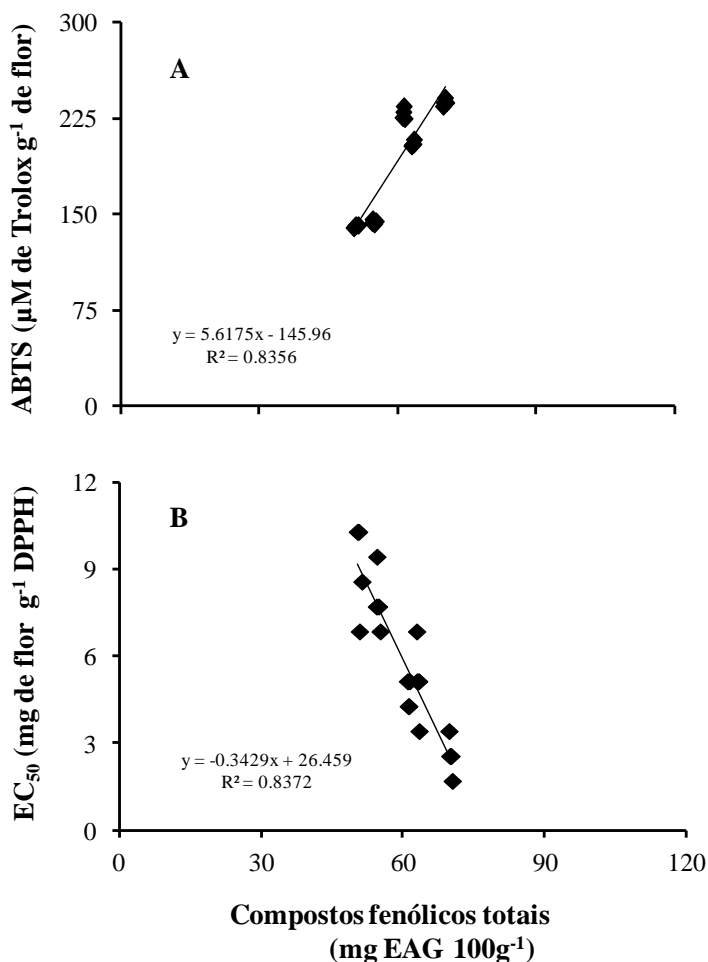 300
225
150
75
0
ABTS (µM de Trolox g⁻¹ de flor)
A
y = 5.6175x - 145.96
R² = 0.8356
12
9
6
3
0
EC₅₀ (mg de flor g⁻¹ DPPH)
B
y = -0.3429x + 26.459
R² = 0.8372
0 30 60 90 120
Compostos fenólicos totais
(mg EAG 100g⁻¹)